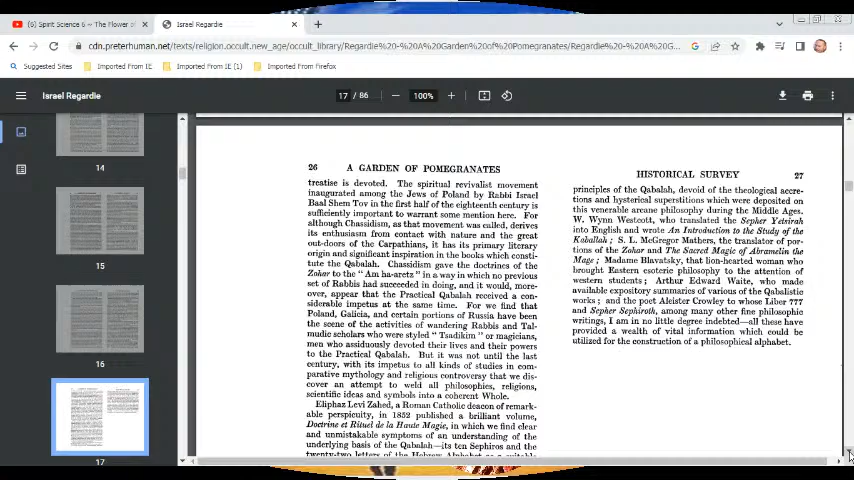 (6) Spirit Science 6 ~ The Flower of
Israel Regardie
cdn.preterhuman.net/texts/religion.occult.new_age/occult_library/Regardie%20-%20A%20Garden%20of%20Pomegranates/Regardie%20-%20A%20G...
Suggested Sites
Imported From IE
Imported From IE (1)
Imported From Firefox
Israel Regardie
17 / 86
100%
14
15
16
17
26 A GARDEN OF POMEGRANATES
treatise is devoted. The spiritual revivalist movement
inaugurated among the Jews of Poland by Rabbi Israel
Baal Shem Tov in the first half of the eighteenth century is
sufficiently important to warrant some mention here. For
although Chassidism, as that movement was called, derives
its enthusiasm from contact with nature and the great
out-doors of the Carpathians, it has its primary literary
origin and significant inspiration in the books which consti-
tute the Qabalah. Chassidism gave the doctrines of the
Zohar to the " Am ha-aretz " in a way in which no previous
set of Rabbis had succeeded in doing, and it would, more-
over, appear that the Practical Qabalah received a con-
siderable impetus at the same time. For we find that
Poland, Galicia, and certain portions of Russia have been
the scene of the activities of wandering Rabbis and Tal-
mudic scholars who were styled " Tsadikim " or magicians,
men who assiduously devoted their lives and their powers
to the Practical Qabalah. But it was not until the last
century, with its impetus to all kinds of studies in com-
parative mythology and religious controversy that we dis-
cover an attempt to weld all philosophies, religions,
scientific ideas and symbols into a coherent Whole.
Eliphaz Levi Zahed, a Roman Catholic deacon of remark-
able perspicuity, in 1852 published a brilliant volume,
Doctrine et Rituel de la Haute Magie, in which we find clear
and unmistakable symptoms of an understanding of the
underlying basis of the Qabalah—its ten Sephiros and the
twenty-two letters of the Hebrew Alphabet as a suitable
HISTORICAL SURVEY 27
principles of the Qabalah, devoid of the theological accre-
tions and hysterical superstitions which were deposited on
this venerable arcane philosophy during the Middle Ages.
W. Wynn Westcott, who translated the Sepher Yetsirah
into English and wrote An Introduction to the Study of the
Kaballah ; S. L. McGregor Mathers, the translator of por-
tions of the Zohar and The Sacred Magic of Abramelin the
Mage ; Madame Blavatsky, that lion-hearted woman who
brought Eastern esoteric philosophy to the attention of
western students ; Arthur Edward Waite, who made
available expository summaries of various of the Qabalistic
works ; and the poet Aleister Crowley to whose Liber 777
and Sepher Sephiroth, among many other fine philosophic
writings, I am in no little degree indebted—all these have
provided a wealth of vital information which could be
utilized for the construction of a philosophical alphabet.